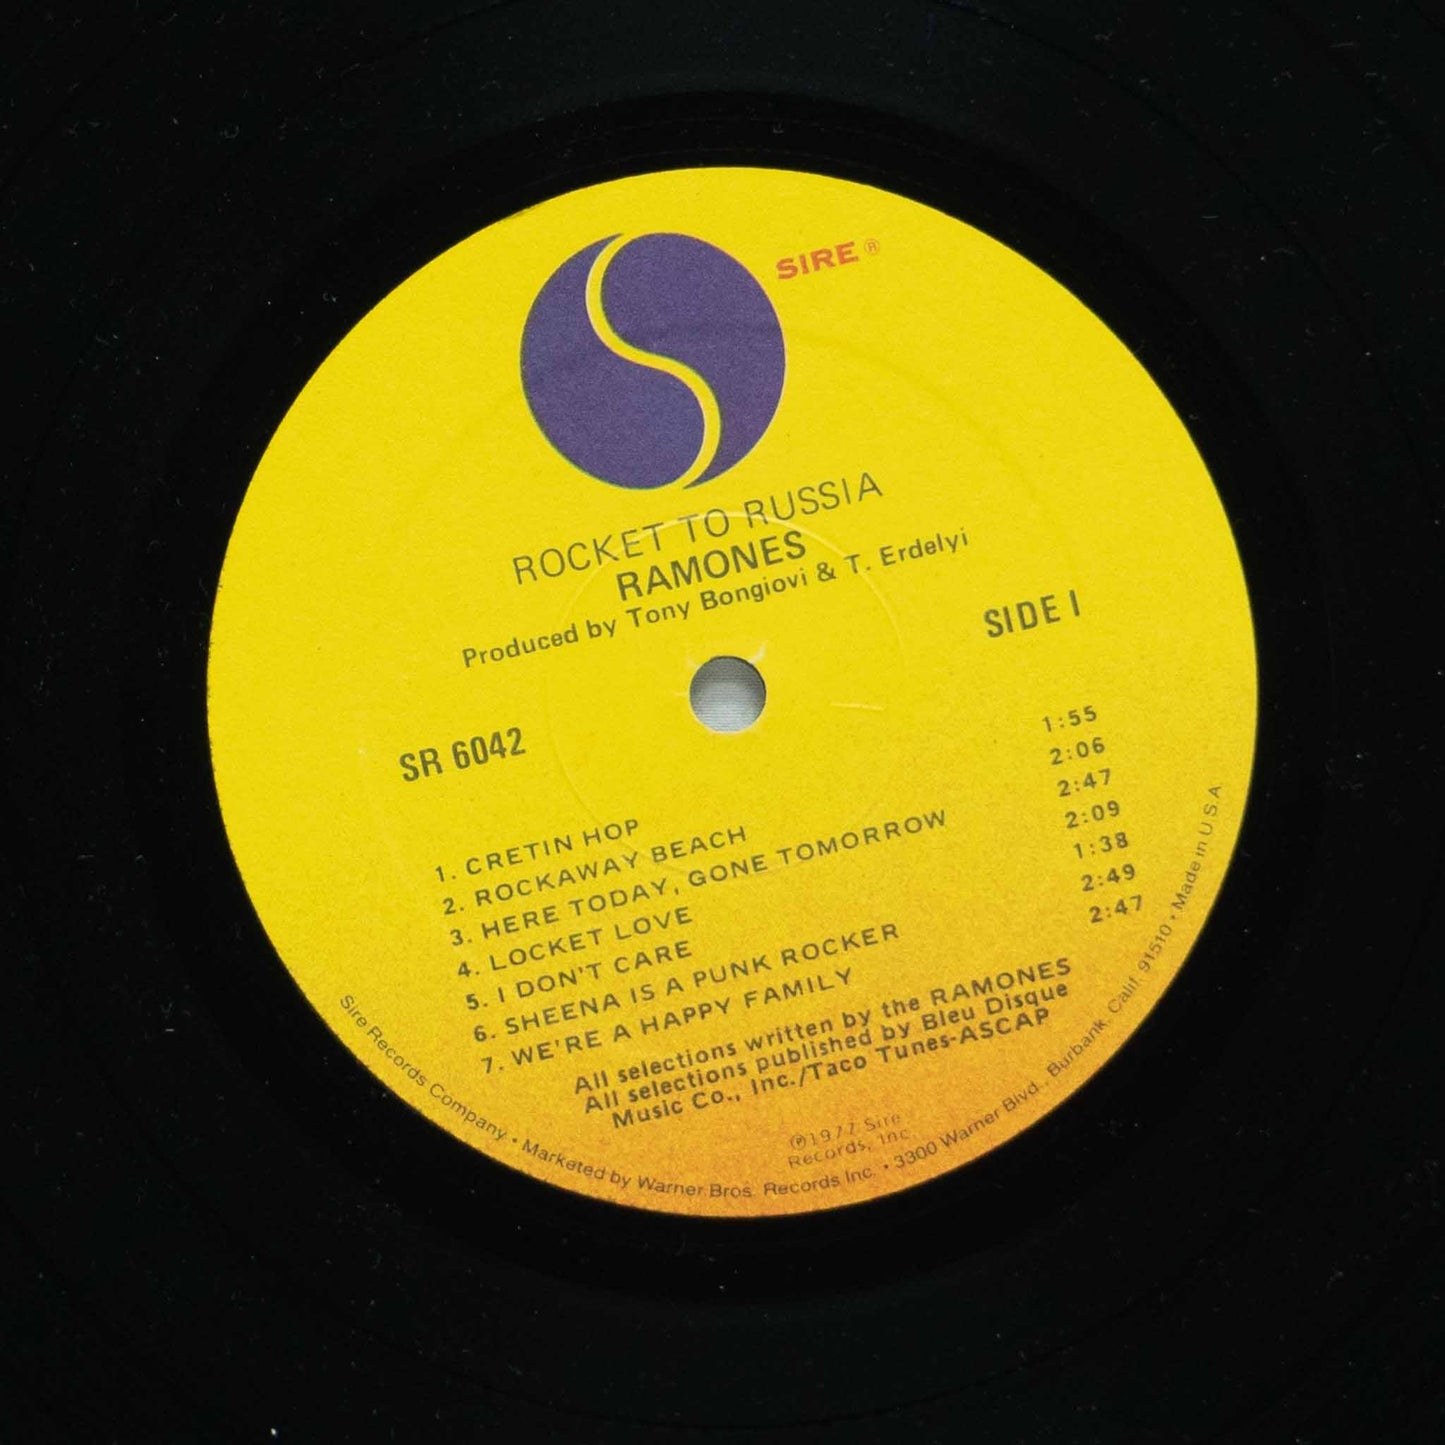 SIRE ®
ROCKET TO RUSSIA
RAMONES
Produced by Tony Bongiovi & T. Erdelyi
SIDE I
SR 6042
1. CRETIN HOP 1:55
2. ROCKAWAY BEACH 2:06
3. HERE TODAY, GONE TOMORROW 2:47
4. LOCKET LOVE 2:09
5. I DON'T CARE 1:38
6. SHEENA IS A PUNK ROCKER 2:49
7. WE'RE A HAPPY FAMILY 2:47
All selections written by the RAMONES
All selections published by Bleu Disque
Music Co., Inc./Taco Tunes-ASCAP
℗1977 Sire
Records, Inc.
Sire Records Company • Marketed by Warner Bros. Records Inc. • 3300 Warner Blvd., Burbank, Calif. 91510 • Made in U.S.A.